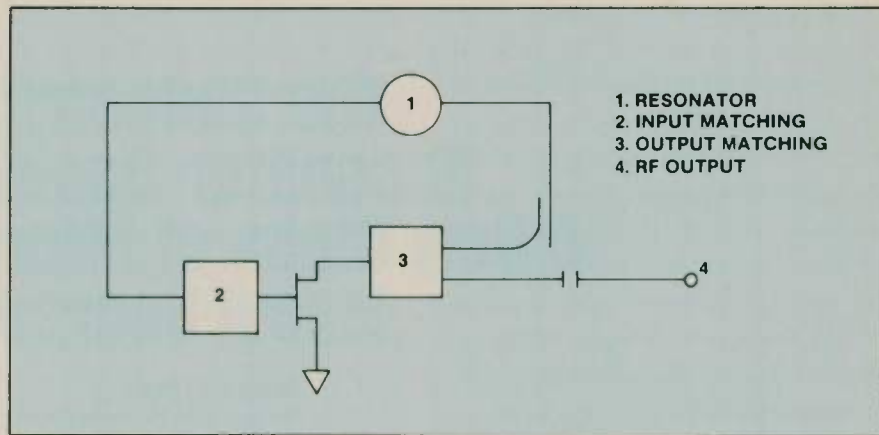 1
1. RESONATOR
2. INPUT MATCHING
3. OUTPUT MATCHING
4. RF OUTPUT
2
3
4